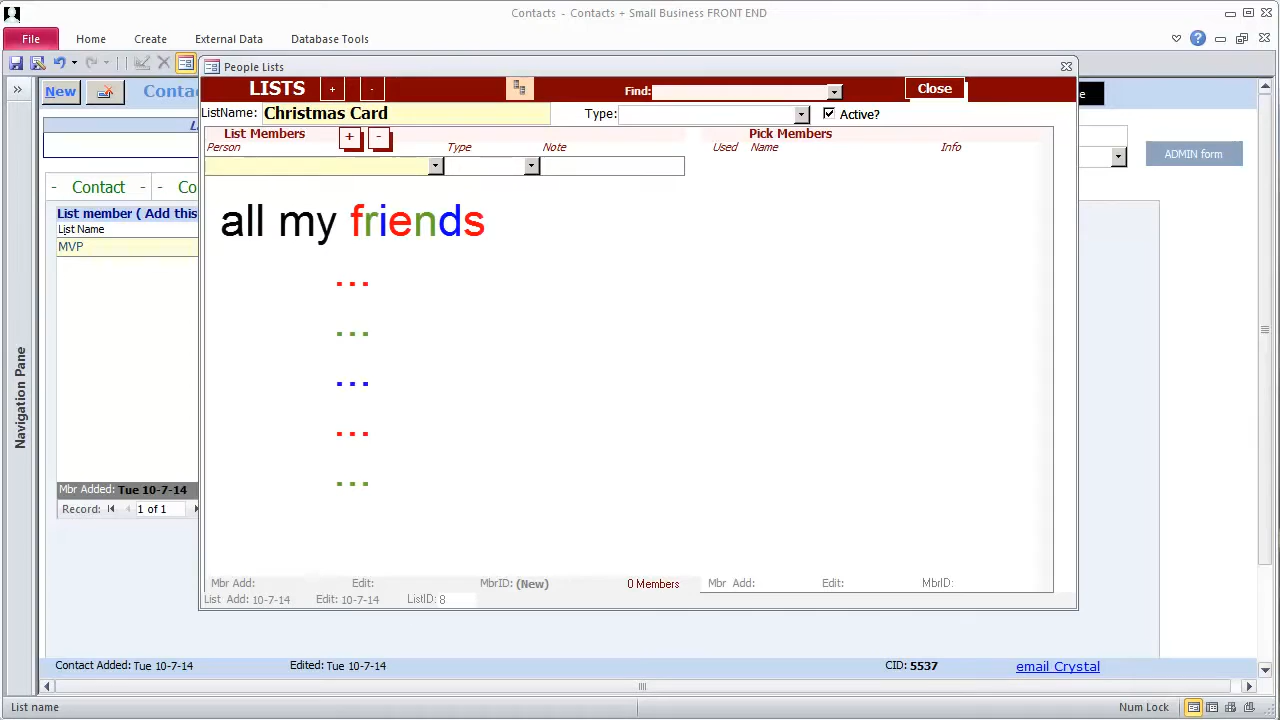 Contacts - Contacts + Small Business FRONT END
File Home Create External Data Database Tools
People Lists
New Contac
LISTS + - Find: Close
ListName: Christmas Card Type: Active?
List Members + - Pick Members
Person Type Note Used Name Info
ADMIN form
- Contact - - Co
List member ( Add this
List Name
MVP
all my friends
...
...
...
...
...
Navigation Pane
Mbr Added: Tue 10-7-14
Record: 1 of 1
Mbr Add: Edit: MbrID: (New) 0 Members Mbr Add: Edit: MbrID:
List Add: 10-7-14 Edit: 10-7-14 ListID: 8
Contact Added: Tue 10-7-14 Edited: Tue 10-7-14 CID: 5537 email Crystal
List name Num Lock